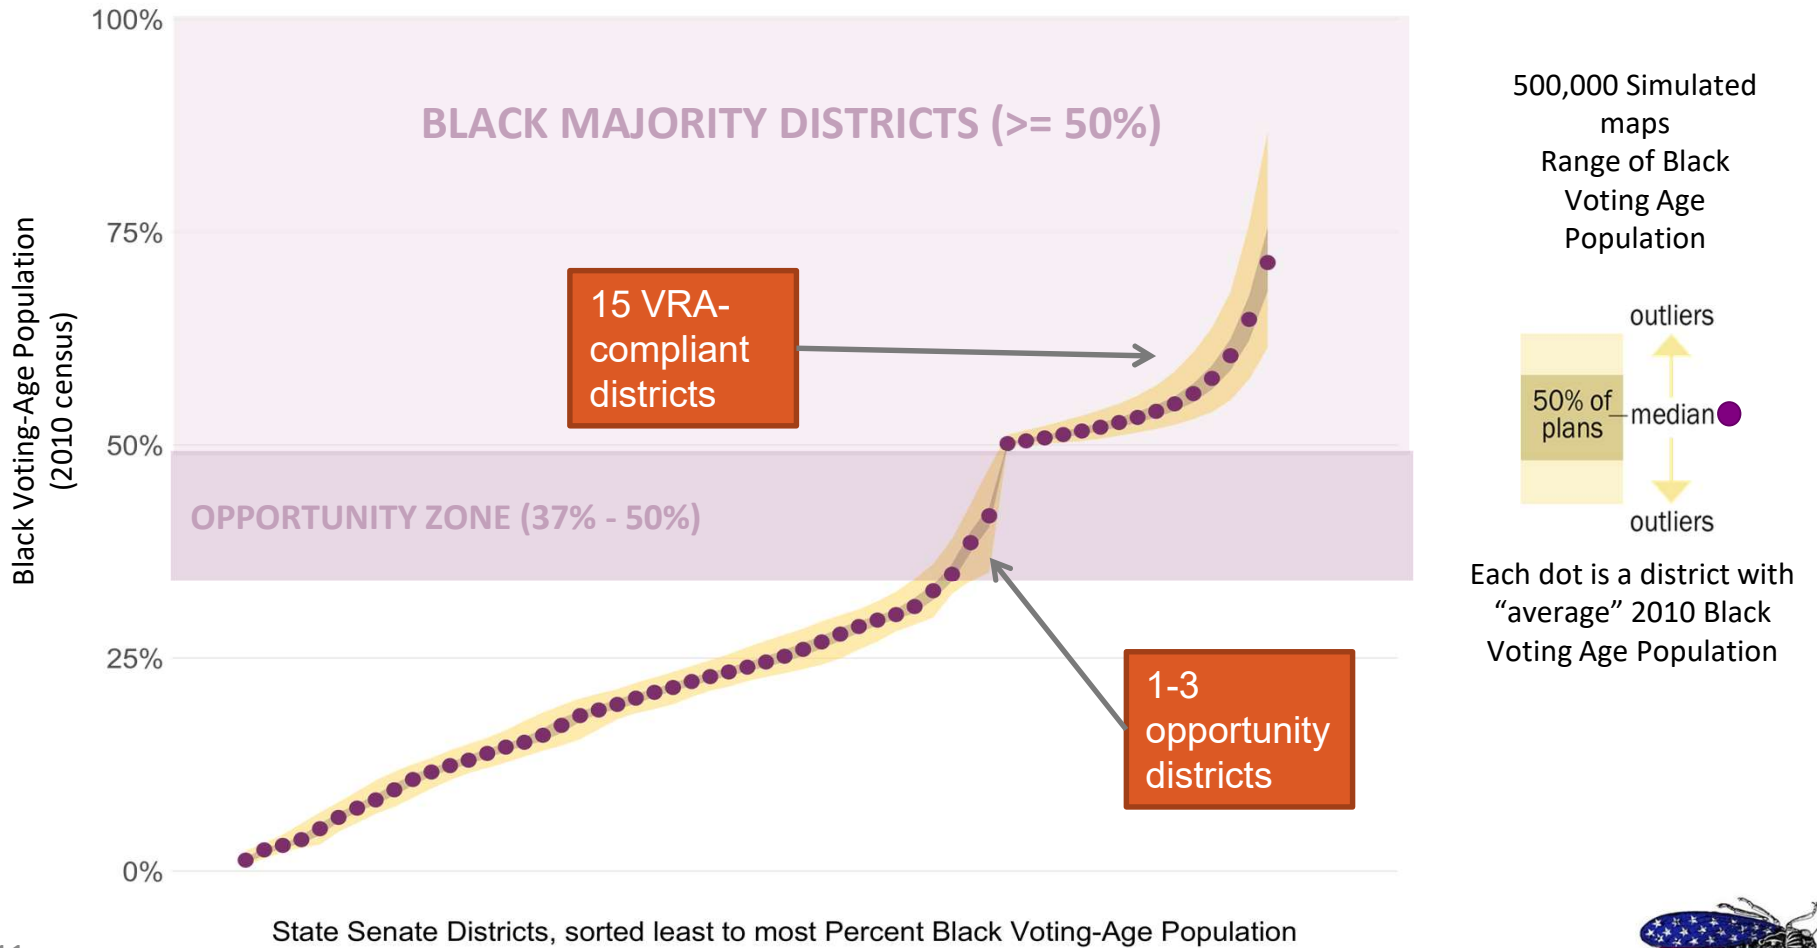 100%
75%
50%
25%
0%
Black Voting-Age Population
(2010 census)
BLACK MAJORITY DISTRICTS (>= 50%)
15 VRA-
compliant
districts
OPPORTUNITY ZONE (37% - 50%)
1-3
opportunity
districts
State Senate Districts, sorted least to most Percent Black Voting-Age Population
500,000 Simulated
maps
Range of Black
Voting Age
Population
outliers
50% of
plans
median
outliers
Each dot is a district with
“average” 2010 Black
Voting Age Population